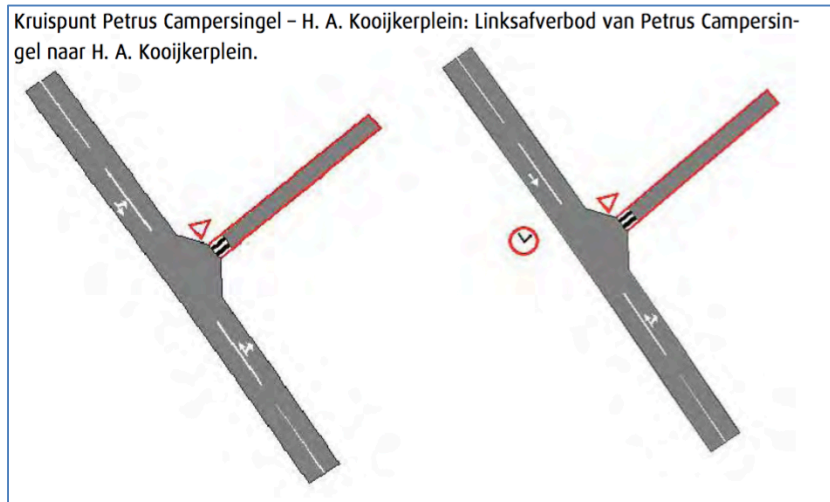 Kruispunt Petrus Campersingel – H. A. Kooijkerplein: Linksafverbod van Petrus Campersin-
gel naar H. A. Kooijkerplein.